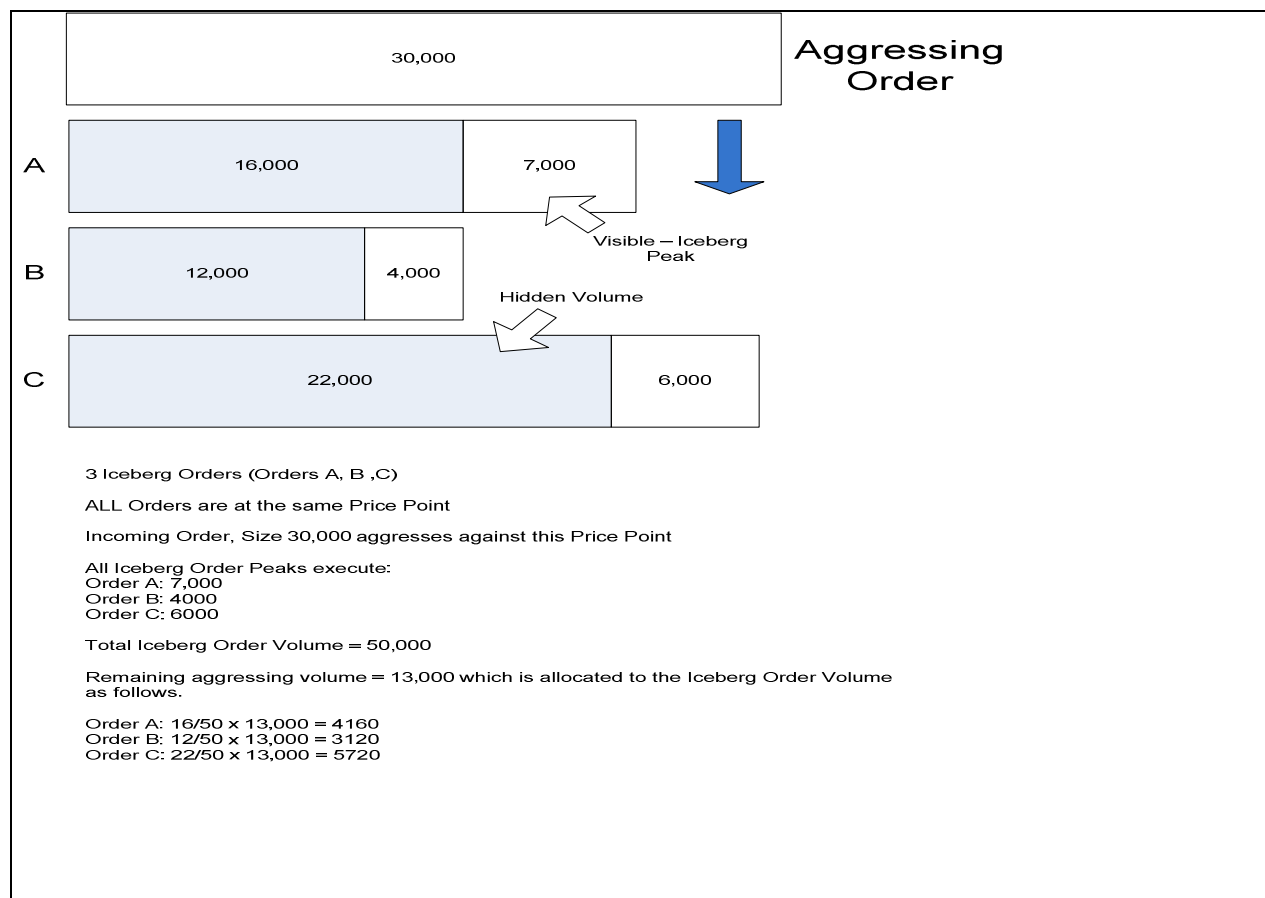 30,000
Aggressing
Order
A
16,000
7,000
Visible – Iceberg
Peak
B
12,000
4,000
Hidden Volume
C
22,000
6,000
3 Iceberg Orders (Orders A, B ,C)
ALL Orders are at the same Price Point
Incoming Order, Size 30,000 aggresses against this Price Point
All Iceberg Order Peaks execute:
Order A: 7,000
Order B: 4000
Order C: 6000
Total Iceberg Order Volume = 50,000
Remaining aggressing volume = 13,000 which is allocated to the Iceberg Order Volume
as follows.
Order A: 16/50 x 13,000 = 4160
Order B: 12/50 x 13,000 = 3120
Order C: 22/50 x 13,000 = 5720